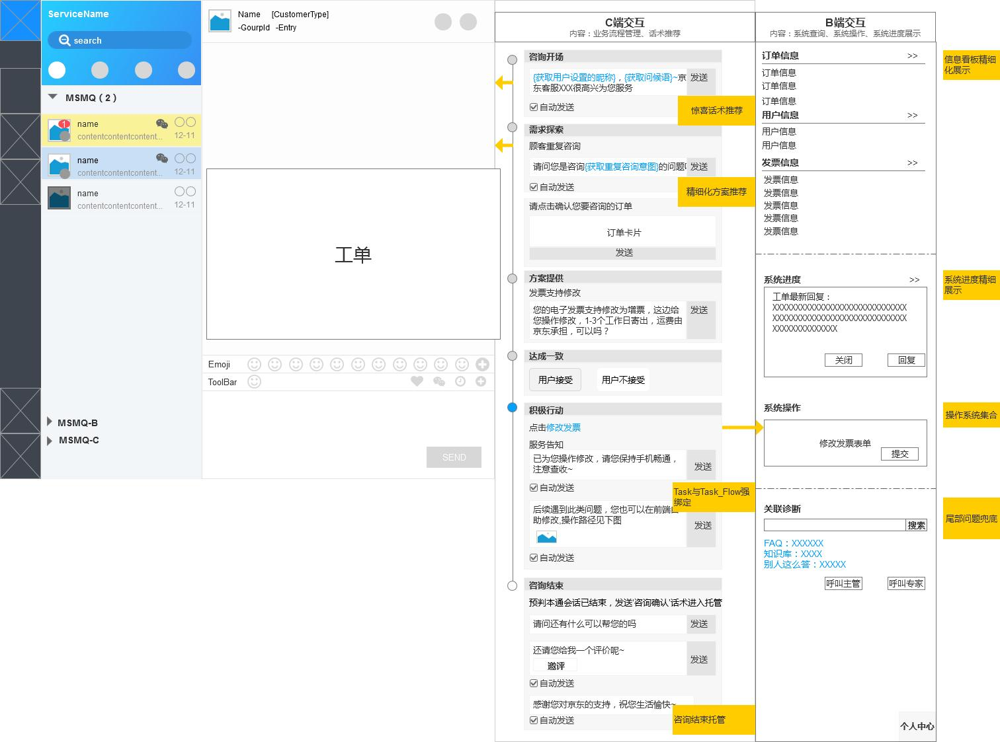 ServiceName
search
MSMQ ( 2 )
1
name
contentcontentcontent...
12-11
name
contentcontentcontent...
12-11
name
contentcontentcontent...
12-11
MSMQ-B
MSMQ-C
Name [CustomerType]
-GourpId -Entry
工单
Emoji
ToolBar
SEND
C端交互
内容：业务流程管理、话术推荐
咨询开场
{获取用户设置的昵称}，{获取问候语}~京
东客服XXX很高兴为您服务
发送
自动发送
惊喜话术推荐
需求探索
顾客重复咨询
请问您是咨询{获取重复咨询意图}的问题
发送
自动发送
精细化方案推荐
请点击确认您要咨询的订单
订单卡片
发送
方案提供
发票支持修改
您的电子发票支持修改为增票，这边给
您操作修改，1-3个工作日寄出，运费由
京东承担，可以吗？
发送
达成一致
用户接受
用户不接受
积极行动
点击修改发票
服务告知
已为您操作修改，请您保持手机畅通，
注意查收~
发送
自动发送
Task与Task_Flow强
绑定
后续遇到此类问题，您也可以在前端自
助修改,操作路径见下图
发送
自动发送
咨询结束
预判本通会话已结束，发送‘咨询确认’话术进入托管
请问还有什么可以帮您的吗
发送
还请您给我一个评价呢~
邀评
发送
自动发送
感谢您对京东的支持，祝您生活愉快~
自动发送
咨询结束托管
B端交互
内容：系统查询、系统操作、系统进度展示
订单信息 >>
订单信息
订单信息
订单信息
用户信息 >>
用户信息
用户信息
发票信息 >>
发票信息
发票信息
发票信息
发票信息
发票信息
系统进度 >>
工单最新回复：
XXXXXXXXXXXXXXXXXXXXXXXXXXXXX
XXXXXXXXXXXXXXXXXXXXXXXXXXXXX
XXXXXXXXXXXXXX
关闭
回复
系统操作
修改发票表单
提交
关联诊断
搜索
FAQ：XXXXXX
知识库：XXXX
别人这么答：XXXXX
呼叫主管
呼叫专家
个人中心
信息看板精细
化展示
系统进度精细
展示
操作系统集合
尾部问题兜底